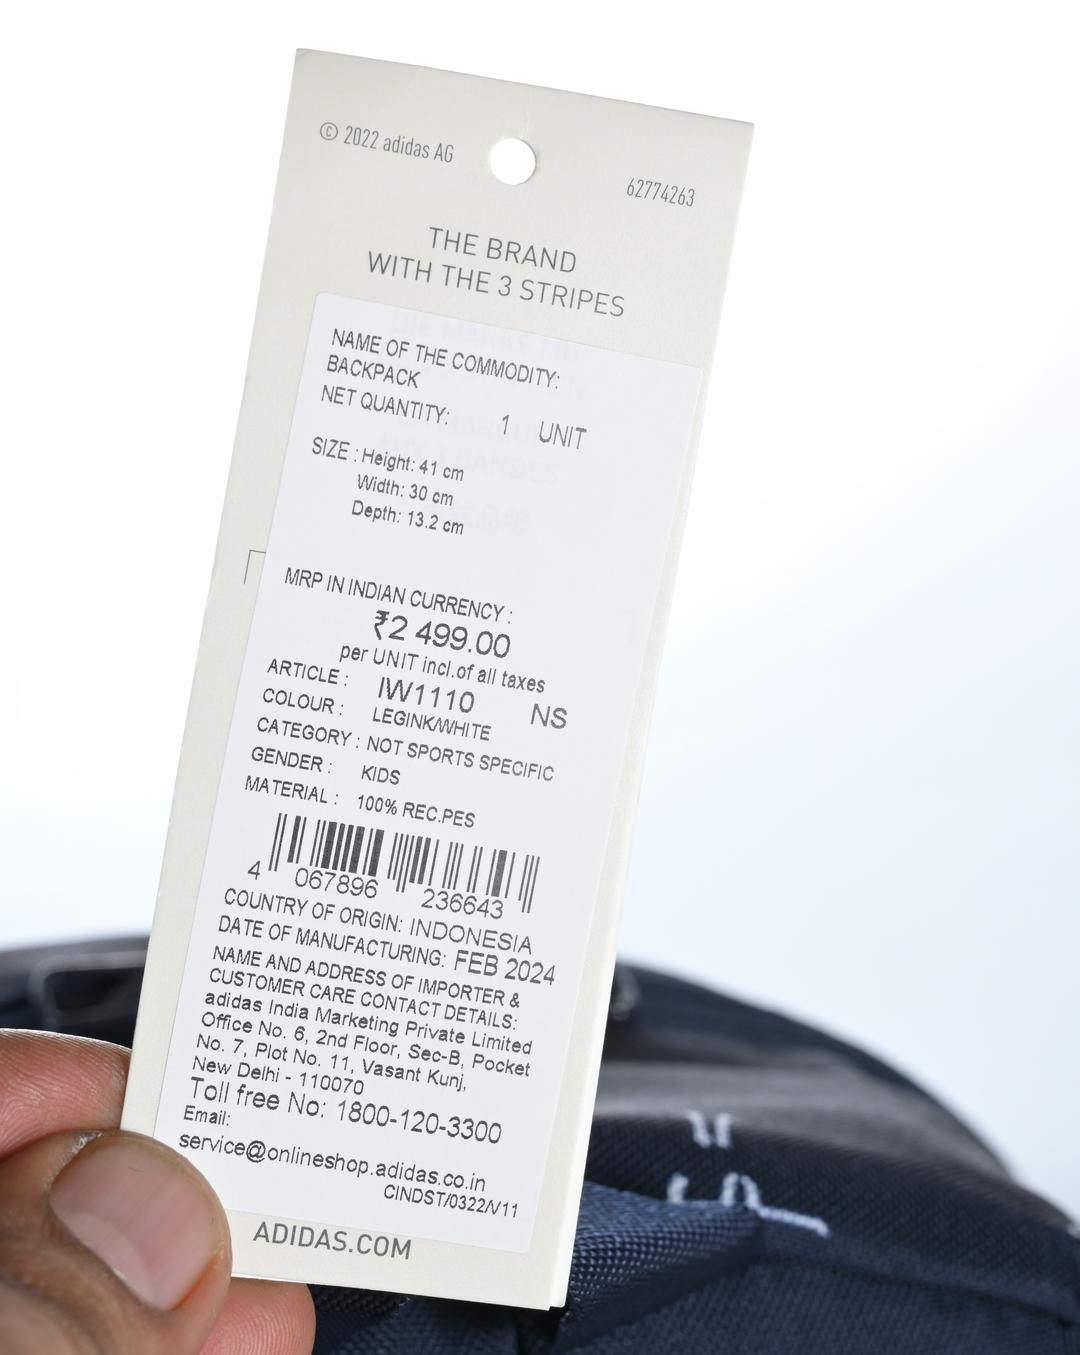 © 2022 adidas AG
62774263
THE BRAND
WITH THE 3 STRIPES
NAME OF THE COMMODITY:
BACKPACK
NET QUANTITY: 1 UNIT
SIZE : Height: 41 cm
Width: 30 cm
Depth: 13.2 cm
MRP IN INDIAN CURRENCY :
₹2 499.00
per UNIT incl.of all taxes
ARTICLE : IW1110 NS
COLOUR : LEGINK/WHITE
CATEGORY : NOT SPORTS SPECIFIC
GENDER : KIDS
MATERIAL : 100% REC.PES
4 067896 236643
COUNTRY OF ORIGIN: INDONESIA
DATE OF MANUFACTURING: FEB 2024
NAME AND ADDRESS OF IMPORTER &
CUSTOMER CARE CONTACT DETAILS:
adidas India Marketing Private Limited
Office No. 6, 2nd Floor, Sec-B, Pocket
No. 7, Plot No. 11, Vasant Kunj,
New Delhi - 110070
Toll free No: 1800-120-3300
Email:
service@onlineshop.adidas.co.in
CINDST/0322/V11
ADIDAS.COM